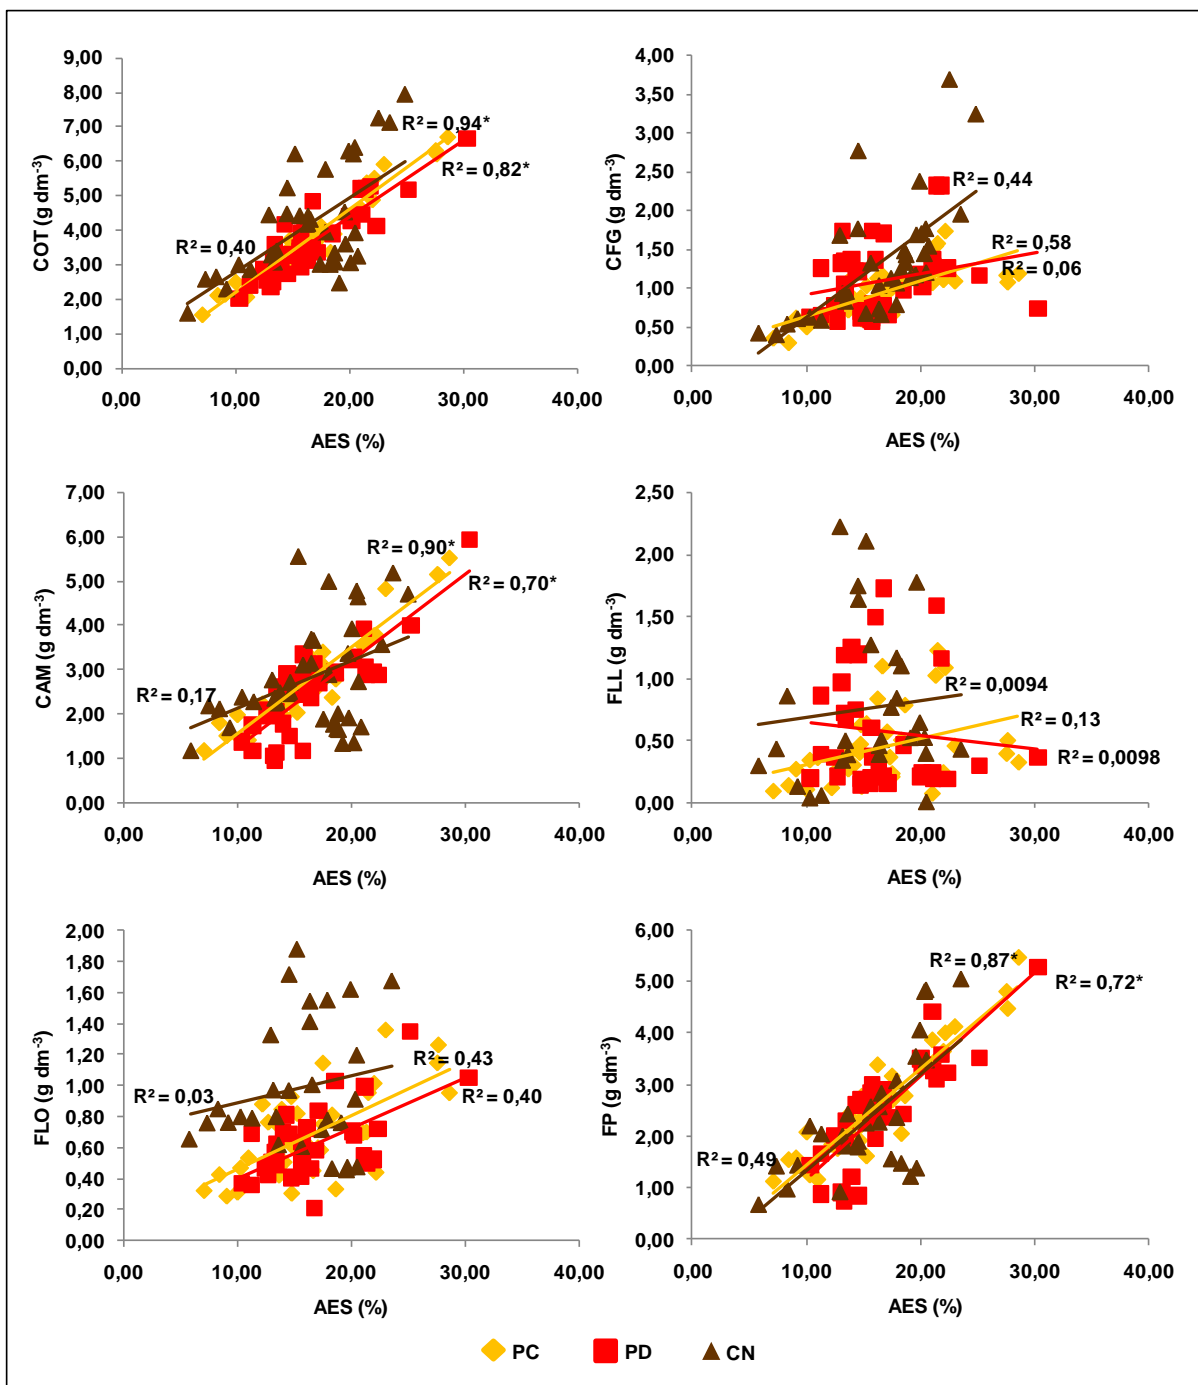 9,00
8,00
7,00
6,00
5,00
4,00
3,00
2,00
1,00
0,00
COT (g dm-3)
R² = 0,94*
R² = 0,82*
R² = 0,40
0,00 10,00 20,00 30,00 40,00
AES (%)
4,00
3,50
3,00
2,50
2,00
1,50
1,00
0,50
0,00
CFG (g dm-3)
R² = 0,44
R² = 0,58
R² = 0,06
0,00 10,00 20,00 30,00 40,00
AES (%)
7,00
6,00
5,00
4,00
3,00
2,00
1,00
0,00
CAM (g dm-3)
R² = 0,90*
R² = 0,70*
R² = 0,17
0,00 10,00 20,00 30,00 40,00
AES (%)
2,50
2,00
1,50
1,00
0,50
0,00
FLL (g dm-3)
R² = 0,0094
R² = 0,13
R² = 0,0098
0,00 10,00 20,00 30,00 40,00
AES (%)
2,00
1,80
1,60
1,40
1,20
1,00
0,80
0,60
0,40
0,20
0,00
FLO (g dm-3)
R² = 0,43
R² = 0,03
R² = 0,40
0,00 10,00 20,00 30,00 40,00
AES (%)
6,00
5,00
4,00
3,00
2,00
1,00
0,00
FP (g dm-3)
R² = 0,87*
R² = 0,72*
R² = 0,49
0,00 10,00 20,00 30,00 40,00
AES (%)
PC PD CN